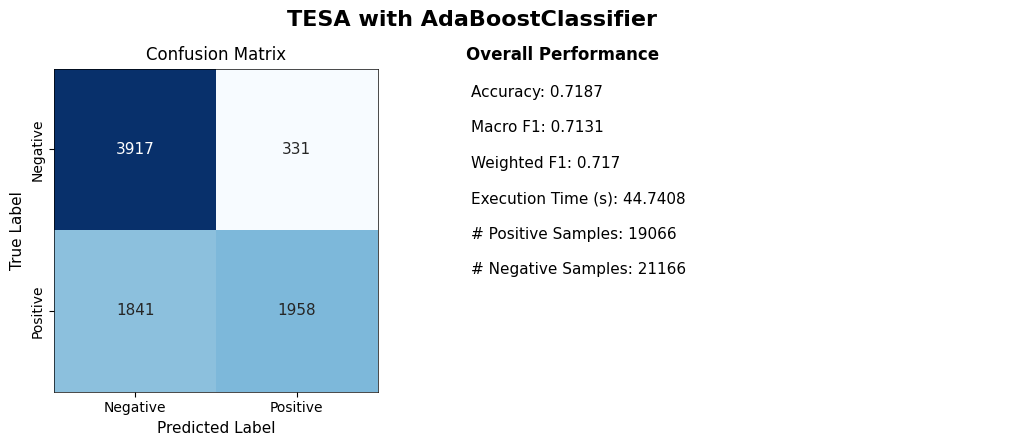 TESA with AdaBoostClassifier
Confusion Matrix
Overall Performance
Accuracy: 0.7187
Macro F1: 0.7131
Weighted F1: 0.717
Execution Time (s): 44.7408
# Positive Samples: 19066
# Negative Samples: 21166
True Label
Negative
3917 331
Positive
1841 1958
Negative Positive
Predicted Label